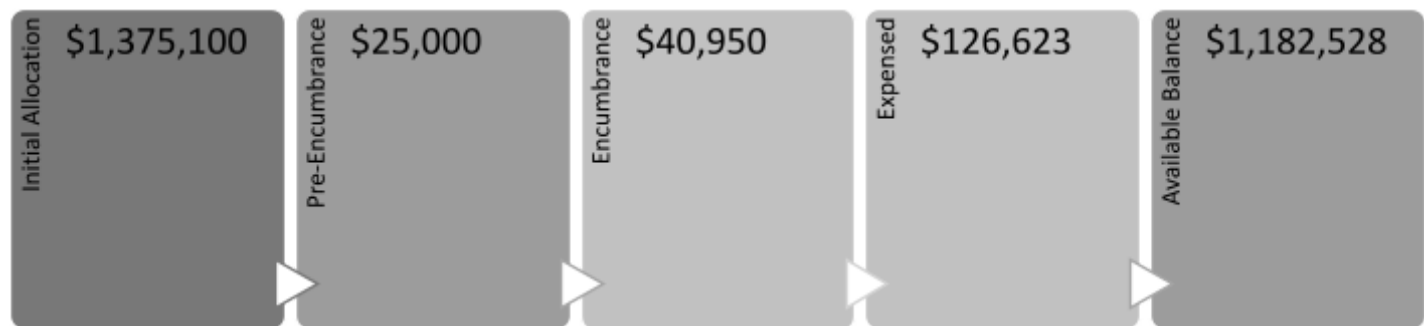 Initial Allocation
$1,375,100
Pre-Encumbrance
$25,000
Encumbrance
$40,950
Expensed
$126,623
Available Balance
$1,182,528